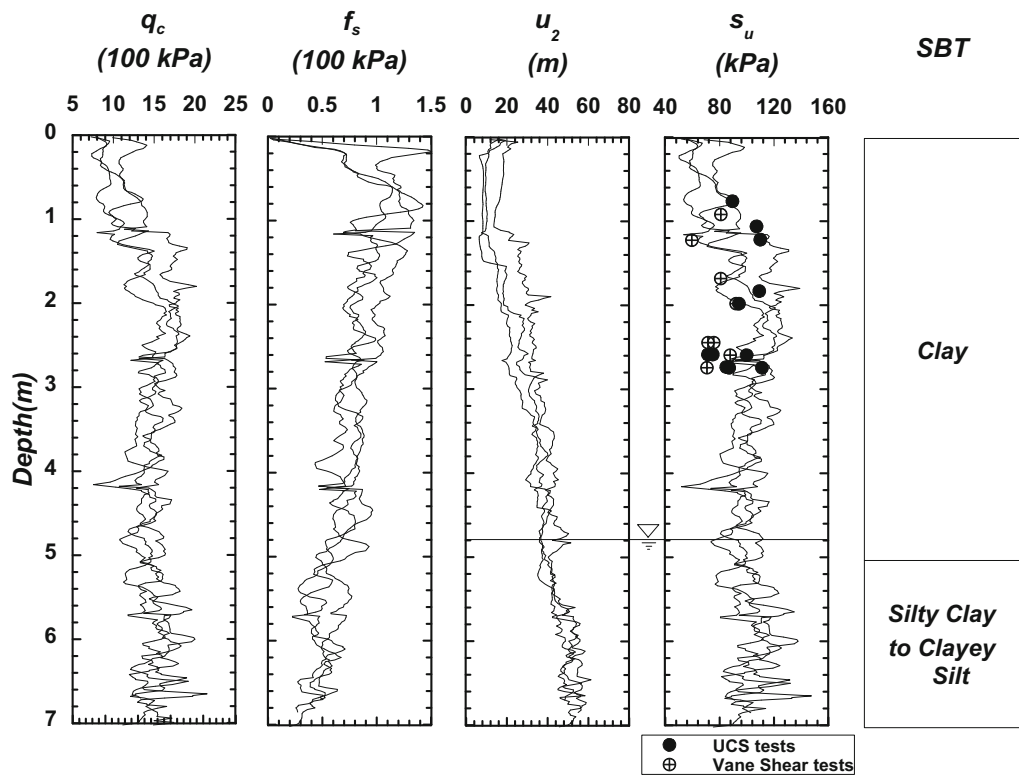 q_c f_s u_2 s_u SBT
(100 kPa) (100 kPa) (m) (kPa)
5 10 15 20 25 0 0.5 1 1.5 0 20 40 60 80 40 80 120 160
0
1
2
3
4
5
6
7
Depth(m)
Clay
Silty Clay
to Clayey
Silt
UCS tests
Vane Shear tests